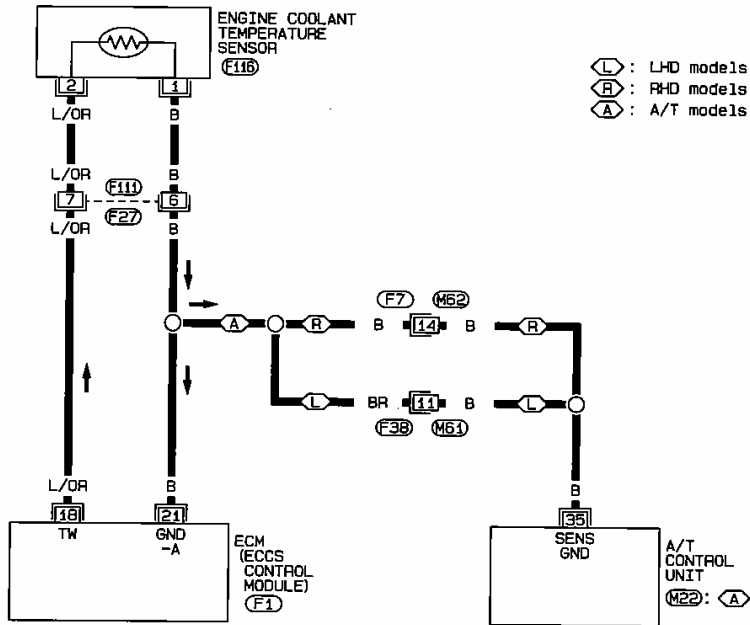 ENGINE COOLANT
TEMPERATURE
SENSOR
F116
L : LHD models
R : RHD models
A : A/T models
2 1
L/OR B
L/OR B
7 F111 6
F27
L/OR B
F7 M62
A R B 14 B R
L BR 11 B L
F38 M61
L/OR B B
18 21 35
TW GND
-A
SENS
GND
ECM
(ECCS
CONTROL
MODULE)
F1
A/T
CONTROL
UNIT
M22 : A